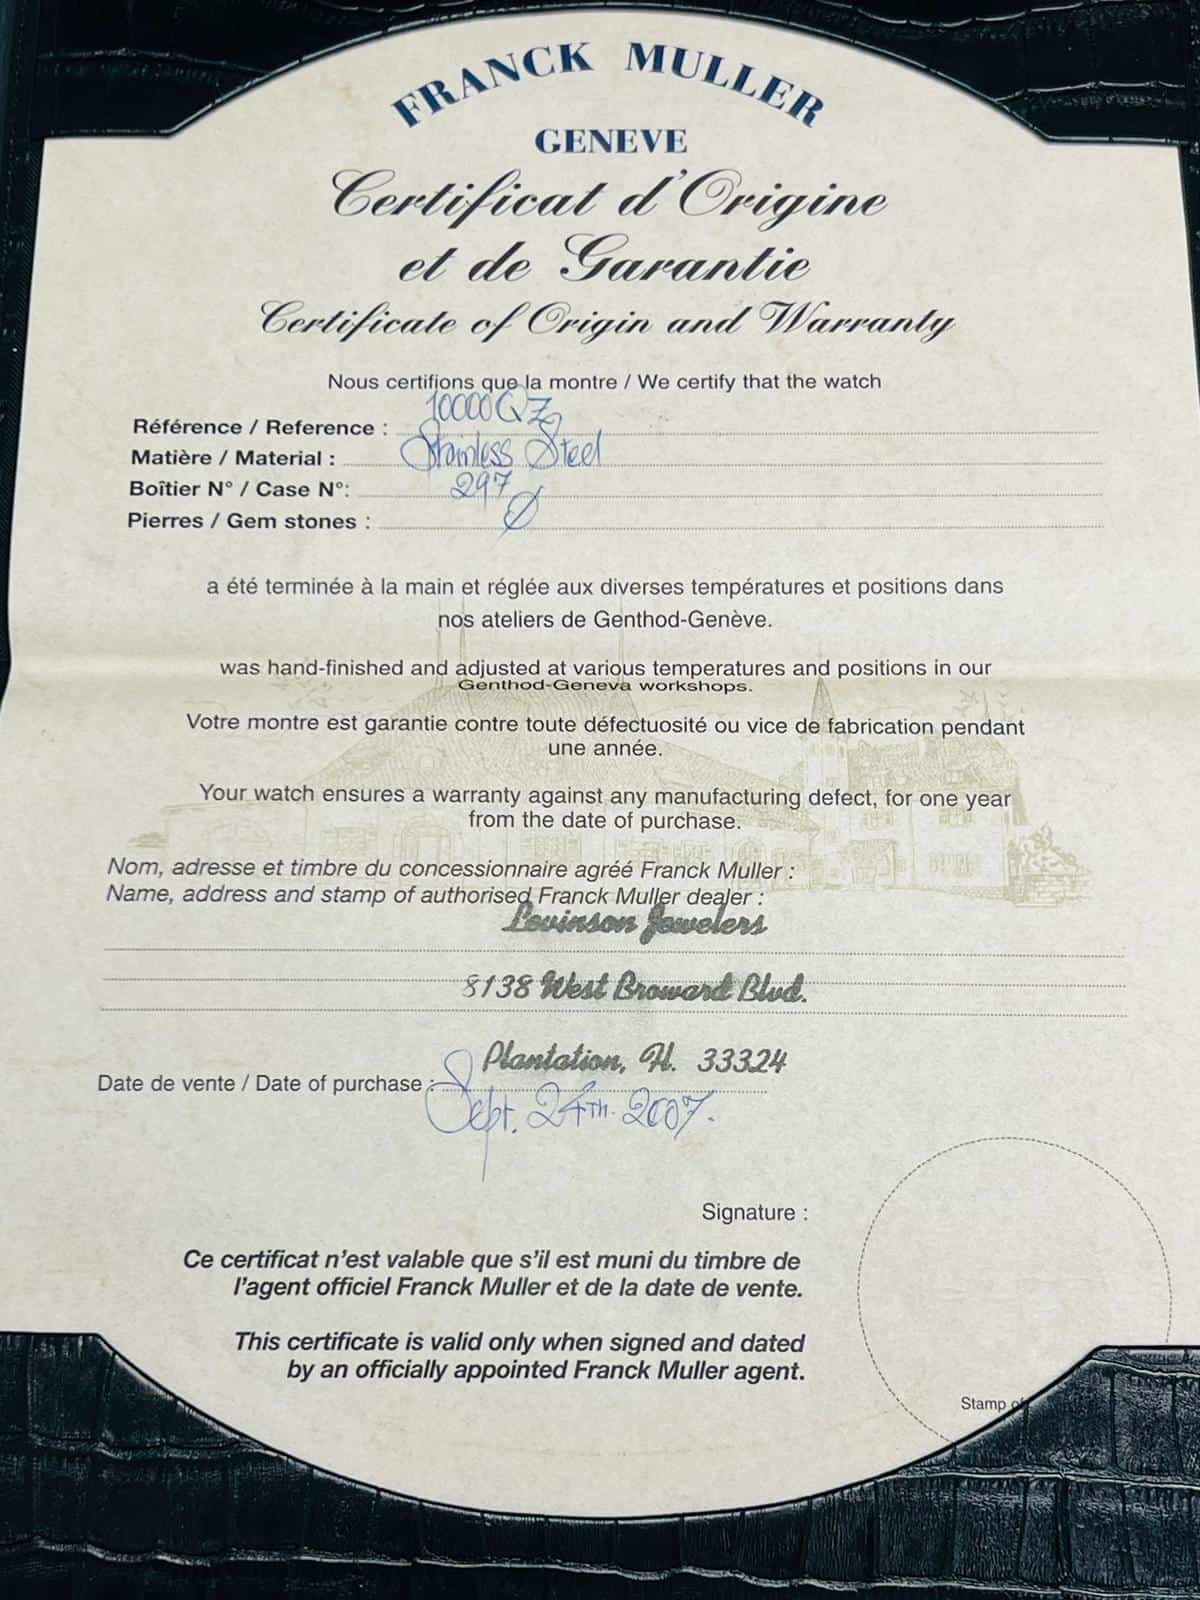 FRANCK MULLER
GENEVE
Certificat d'Origine
et de Garantie
Certificate of Origin and Warranty
Nous certifions que la montre / We certify that the watch
Référence / Reference : 10000QZ
Matière / Material : Stainless Steel
Boîtier N° / Case N°: 297
Pierres / Gem stones : Ø
a été terminée à la main et réglée aux diverses températures et positions dans
nos ateliers de Genthod-Genève.
was hand-finished and adjusted at various temperatures and positions in our
Genthod-Geneva workshops.
Votre montre est garantie contre toute défectuosité ou vice de fabrication pendant
une année.
Your watch ensures a warranty against any manufacturing defect, for one year
from the date of purchase.
Nom, adresse et timbre du concessionnaire agréé Franck Muller :
Name, address and stamp of authorised Franck Muller dealer :
Levinson Jewelers
8138 West Broward Blvd.
Plantation, Fl. 33324
Date de vente / Date of purchase : Sept. 24TH. 2007.
Signature :
Ce certificat n'est valable que s'il est muni du timbre de
l'agent officiel Franck Muller et de la date de vente.
This certificate is valid only when signed and dated
by an officially appointed Franck Muller agent.
Stamp of